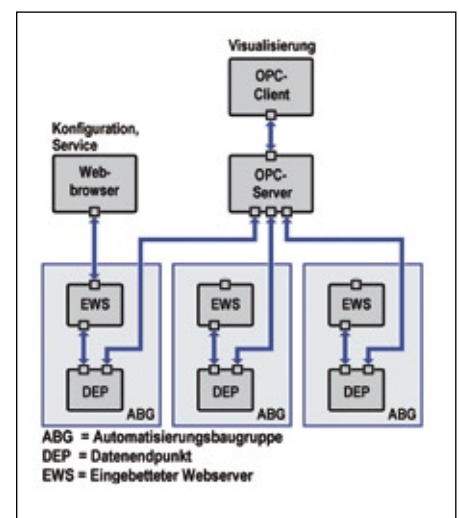 Visualisierung
OPC-
Client
Konfiguration,
Service
Web-
browser
OPC-
Server
EWS
EWS
EWS
DEP
DEP
DEP
ABG
ABG
ABG
ABG = Automatisierungsbaugruppe
DEP = Datenendpunkt
EWS = Eingebetteter Webserver